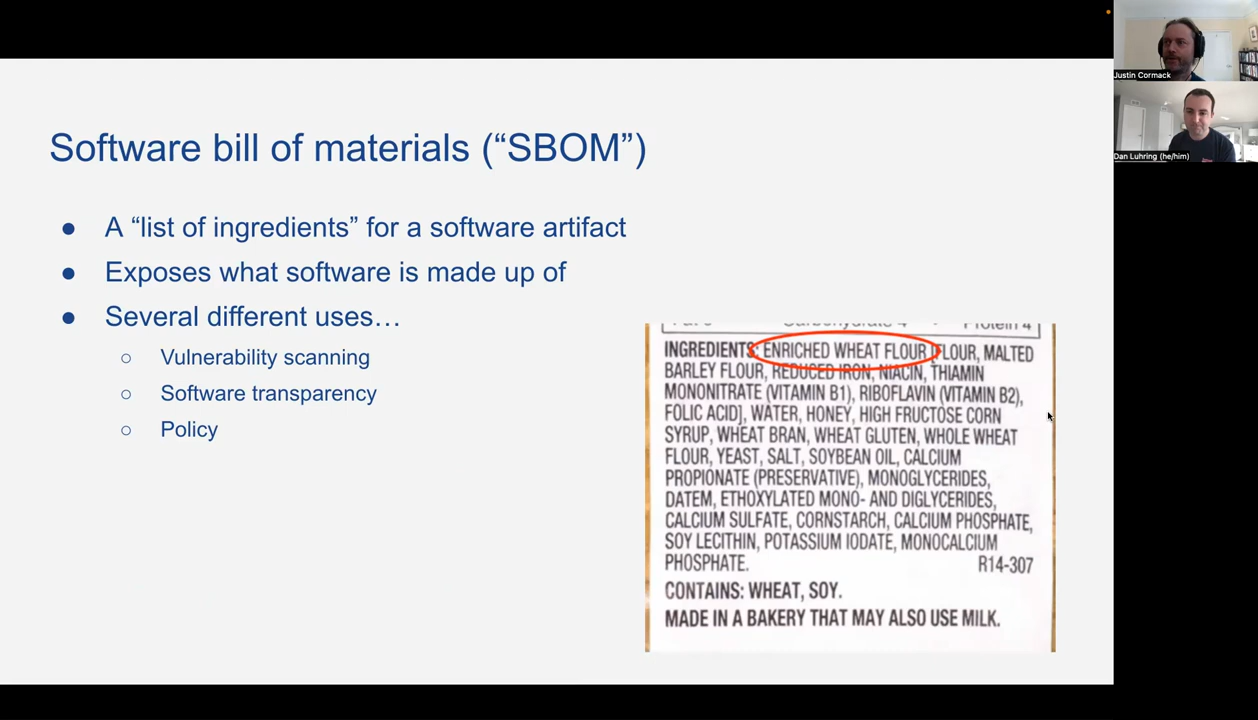 Software bill of materials (“SBOM”)
● A “list of ingredients” for a software artifact
● Exposes what software is made up of
● Several different uses…
○ Vulnerability scanning
○ Software transparency
○ Policy
Carbohydrate 4 Protein 4
INGREDIENTS: ENRICHED WHEAT FLOUR [FLOUR, MALTED
BARLEY FLOUR, REDUCED IRON, NIACIN, THIAMIN
MONONITRATE (VITAMIN B1), RIBOFLAVIN (VITAMIN B2),
FOLIC ACID], WATER, HONEY, HIGH FRUCTOSE CORN
SYRUP, WHEAT BRAN, WHEAT GLUTEN, WHOLE WHEAT
FLOUR, YEAST, SALT, SOYBEAN OIL, CALCIUM
PROPIONATE (PRESERVATIVE), MONOGLYCERIDES,
DATEM, ETHOXYLATED MONO- AND DIGLYCERIDES,
CALCIUM SULFATE, CORNSTARCH, CALCIUM PHOSPHATE,
SOY LECITHIN, POTASSIUM IODATE, MONOCALCIUM
PHOSPHATE. R14-307
CONTAINS: WHEAT, SOY.
MADE IN A BAKERY THAT MAY ALSO USE MILK.
Justin Cormack
Dan Luhring (he/him)